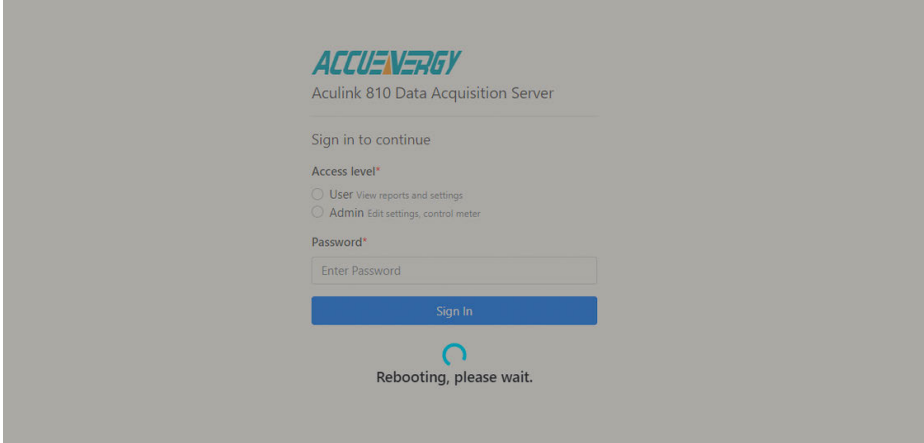 ACCUENERGY
Aculink 810 Data Acquisition Server
Sign in to continue
Access level*
User View reports and settings
Admin Edit settings, control meter
Password*
Enter Password
Sign In
Rebooting, please wait.